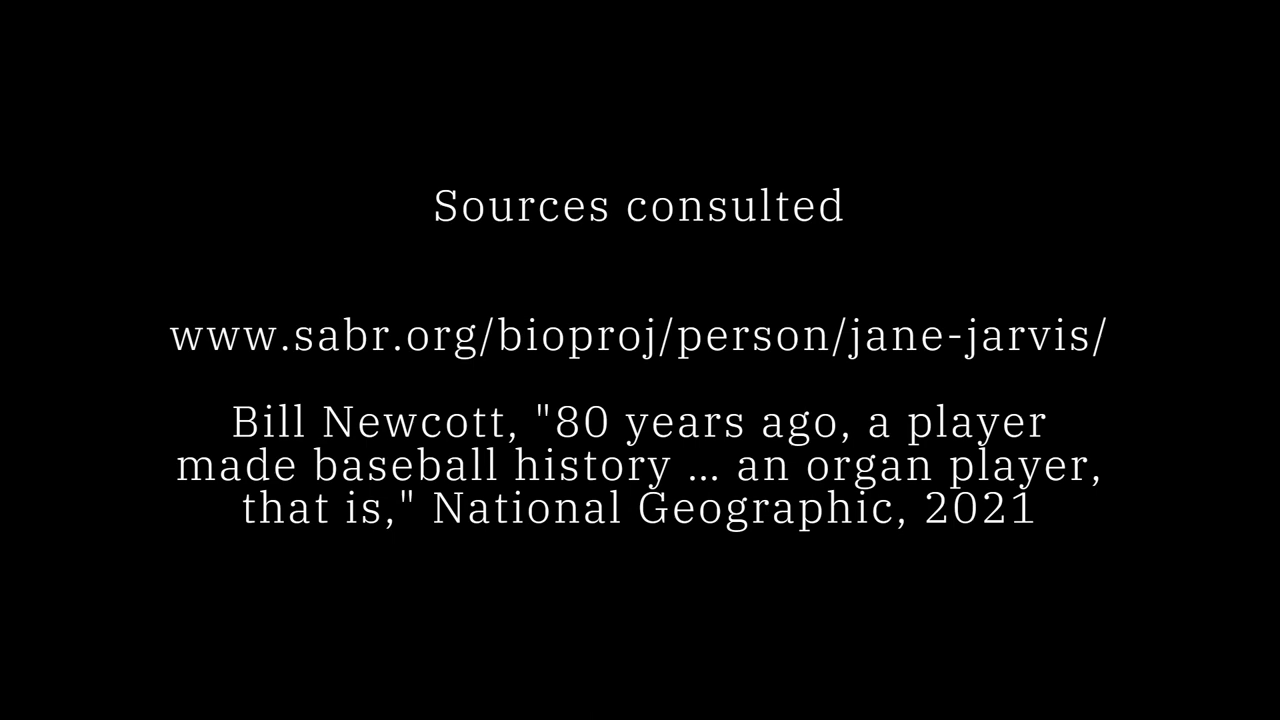 Sources consulted
www.sabr.org/bioproj/person/jane-jarvis/
Bill Newcott, "80 years ago, a player
made baseball history ... an organ player,
that is," National Geographic, 2021